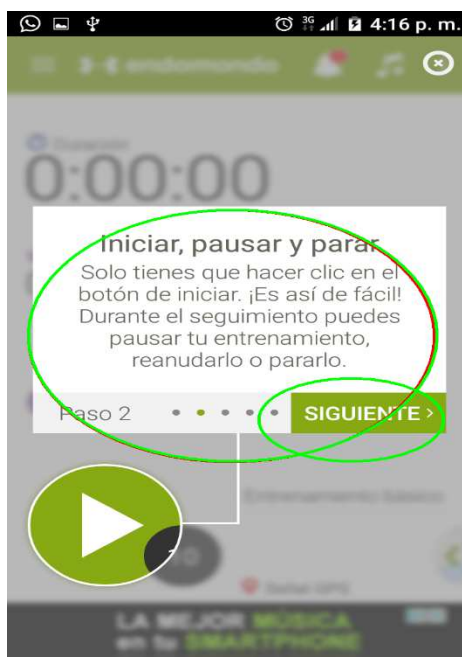 3G 4:16 p. m.
endomondo
Duración
0:00:00
Iniciar, pausar y parar
Solo tienes que hacer clic en el
botón de iniciar. ¡Es así de fácil!
Durante el seguimiento puedes
pausar tu entrenamiento,
reanudarlo o pararlo.
Paso 2 SIGUIENTE >
Entrenamiento básico
Señal GPS
LA MEJOR MÚSICA
en tu SMARTPHONE